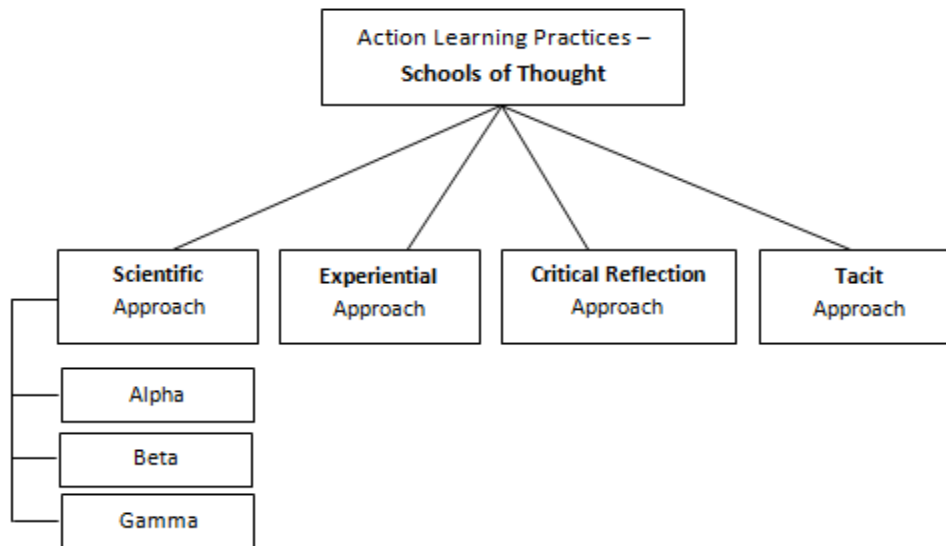 Action Learning Practices –
Schools of Thought
Scientific
Approach
Experiential
Approach
Critical Reflection
Approach
Tacit
Approach
Alpha
Beta
Gamma